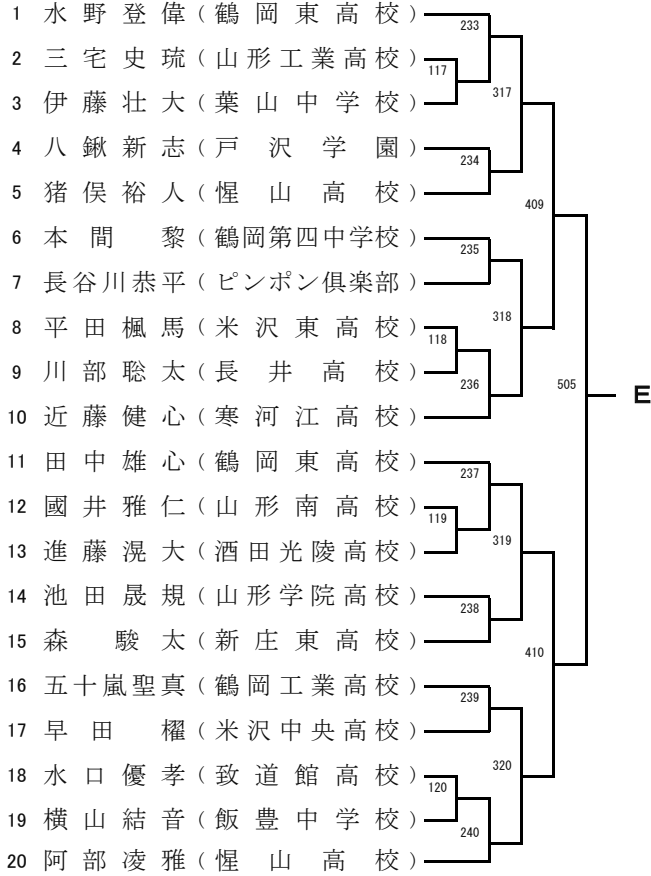 1 水野登偉(鶴岡東高校)
233
2 三宅史琉(山形工業高校)
117
317
3 伊藤壮大(葉山中学校)
4 八鍬新志(戸沢学園)
234
5 猪俣裕人(惺山高校)
409
6 本間黎(鶴岡第四中学校)
235
7 長谷川恭平(ピンポン倶楽部)
318
8 平田楓馬(米沢東高校)
118
9 川部聡太(長井高校)
236
505
E
10 近藤健心(寒河江高校)
11 田中雄心(鶴岡東高校)
237
12 國井雅仁(山形南高校)
119
319
13 進藤滉大(酒田光陵高校)
14 池田晟規(山形学院高校)
238
15 森駿太(新庄東高校)
410
16 五十嵐聖真(鶴岡工業高校)
239
17 早田櫂(米沢中央高校)
320
18 水口優孝(致道館高校)
120
19 横山結音(飯豊中学校)
240
20 阿部凌雅(惺山高校)